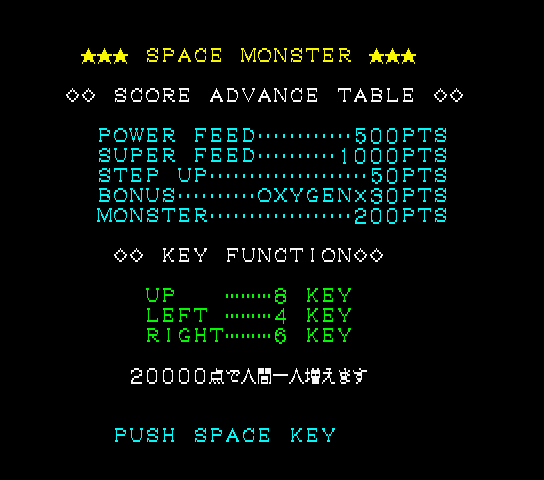 ★★★ SPACE MONSTER ★★★
◇◇ SCORE ADVANCE TABLE ◇◇
POWER FEED············500PTS
SUPER FEED··········1000PTS
STEP UP····················50PTS
BONUS··········OXYGEN×30PTS
MONSTER··················200PTS
◇◇ KEY FUNCTION◇◇
UP ········8 KEY
LEFT ········4 KEY
RIGHT········6 KEY
20000点で人間一人増えます
PUSH SPACE KEY